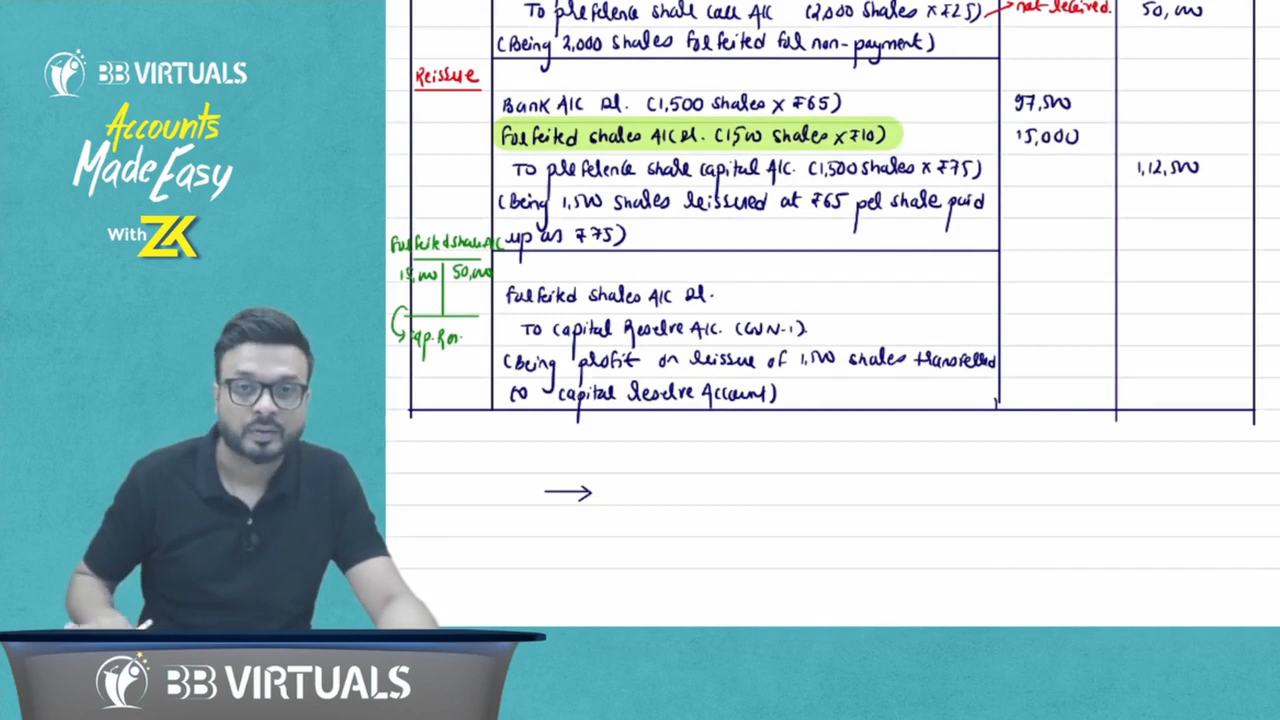 BB VIRTUALS
Accounts
Made Easy
With ZK
To preference share call A/C (2,000 shares x ₹25) → not received. 50,000
(Being 2,000 shares forfeited for non-payment)
Reissue
Bank A/C Dr. (1,500 shares x ₹65) 97,500
Forfeited shares A/C Dr. (1,500 shares x ₹10) 15,000
To preference share capital A/C. (1,500 shares x ₹75) 1,12,500
(Being 1,500 shares reissued at ₹65 per share paid
up as ₹75)
Forfeited share A/C
15,000 50,000
Cap. Res.
Forfeited shares A/C Dr.
To capital Reserve A/C. (WN-1).
(Being profit on reissue of 1,500 shares transferred
to capital reserve Account)
→
BB VIRTUALS